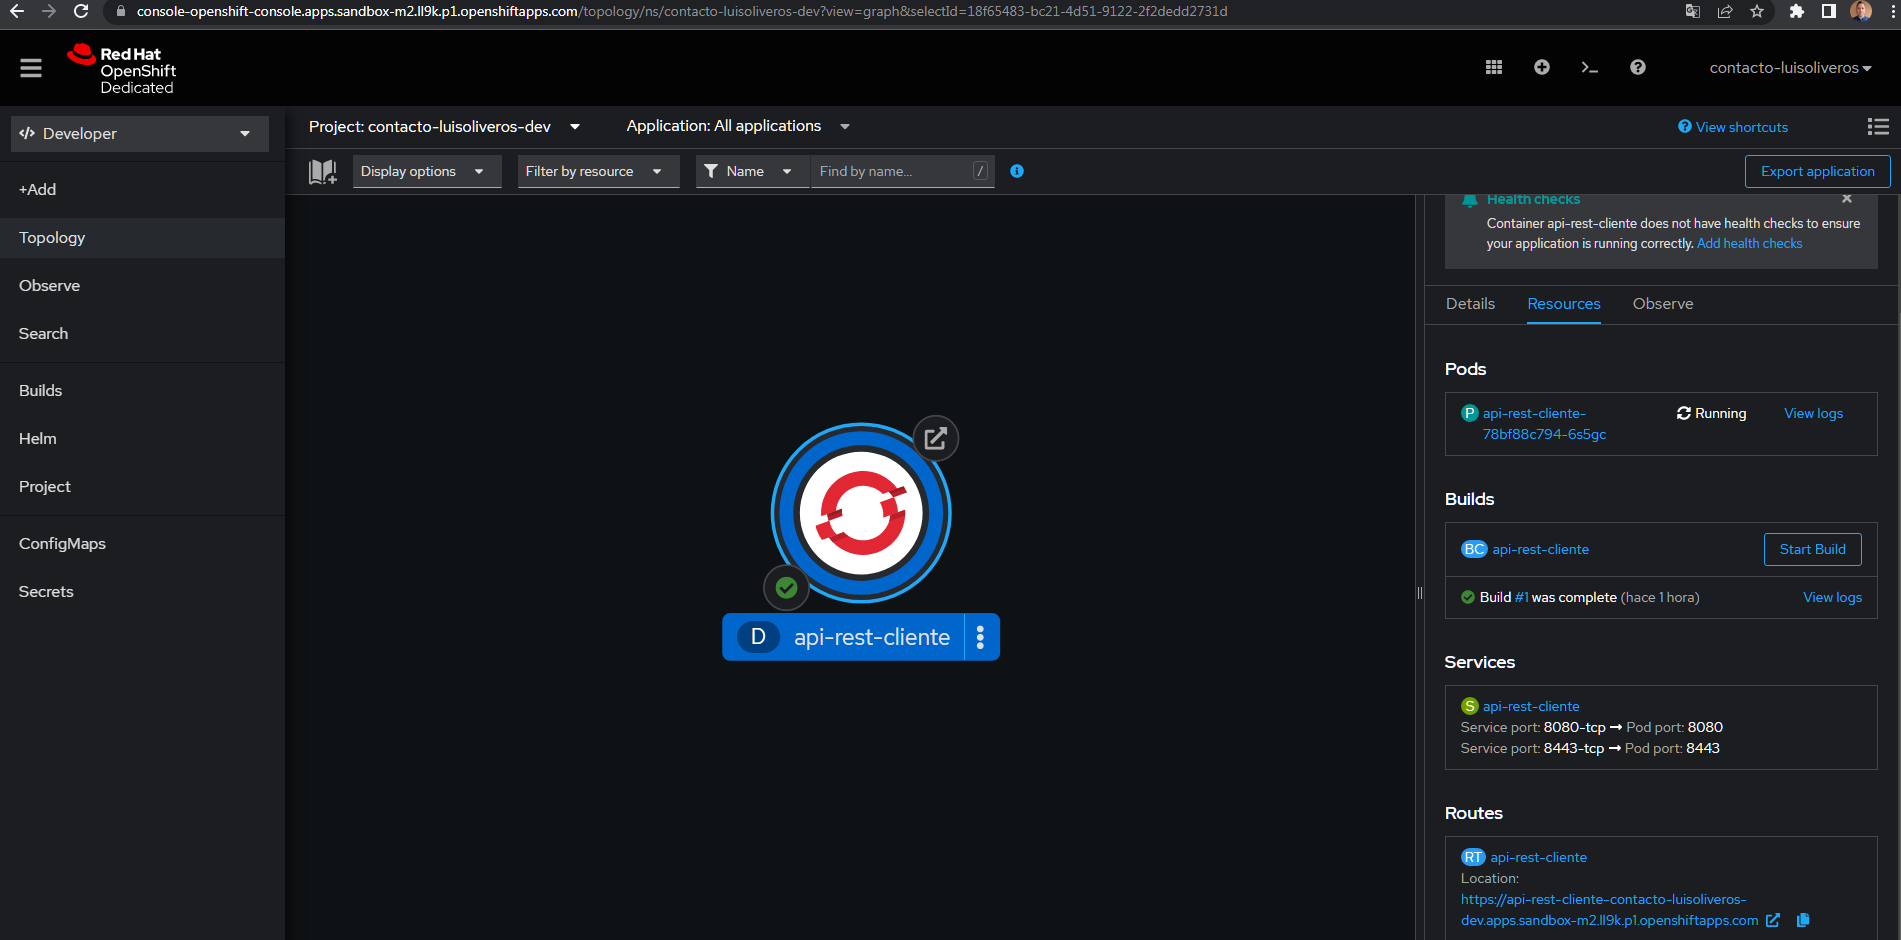 console-openshift-console.apps.sandbox-m2.ll9k.p1.openshiftapps.com/topology/ns/contacto-luisoliveros-dev?view=graph&selectId=18f65483-bc21-4d51-9122-2f2dedd2731d
Red Hat
OpenShift
Dedicated
contacto-luisoliveros
Developer
Project: contacto-luisoliveros-dev
Application: All applications
View shortcuts
Display options
Filter by resource
Name
Find by name...
/
Export application
+Add
Topology
Observe
Search
Builds
Helm
Project
ConfigMaps
Secrets
D api-rest-cliente
Health checks
Container api-rest-cliente does not have health checks to ensure
your application is running correctly. Add health checks
Details Resources Observe
Pods
P api-rest-cliente-
78bf88c794-6s5gc
Running
View logs
Builds
BC api-rest-cliente
Start Build
Build #1 was complete (hace 1 hora)
View logs
Services
S api-rest-cliente
Service port: 8080-tcp → Pod port: 8080
Service port: 8443-tcp → Pod port: 8443
Routes
RT api-rest-cliente
Location:
https://api-rest-cliente-contacto-luisoliveros-
dev.apps.sandbox-m2.ll9k.p1.openshiftapps.com